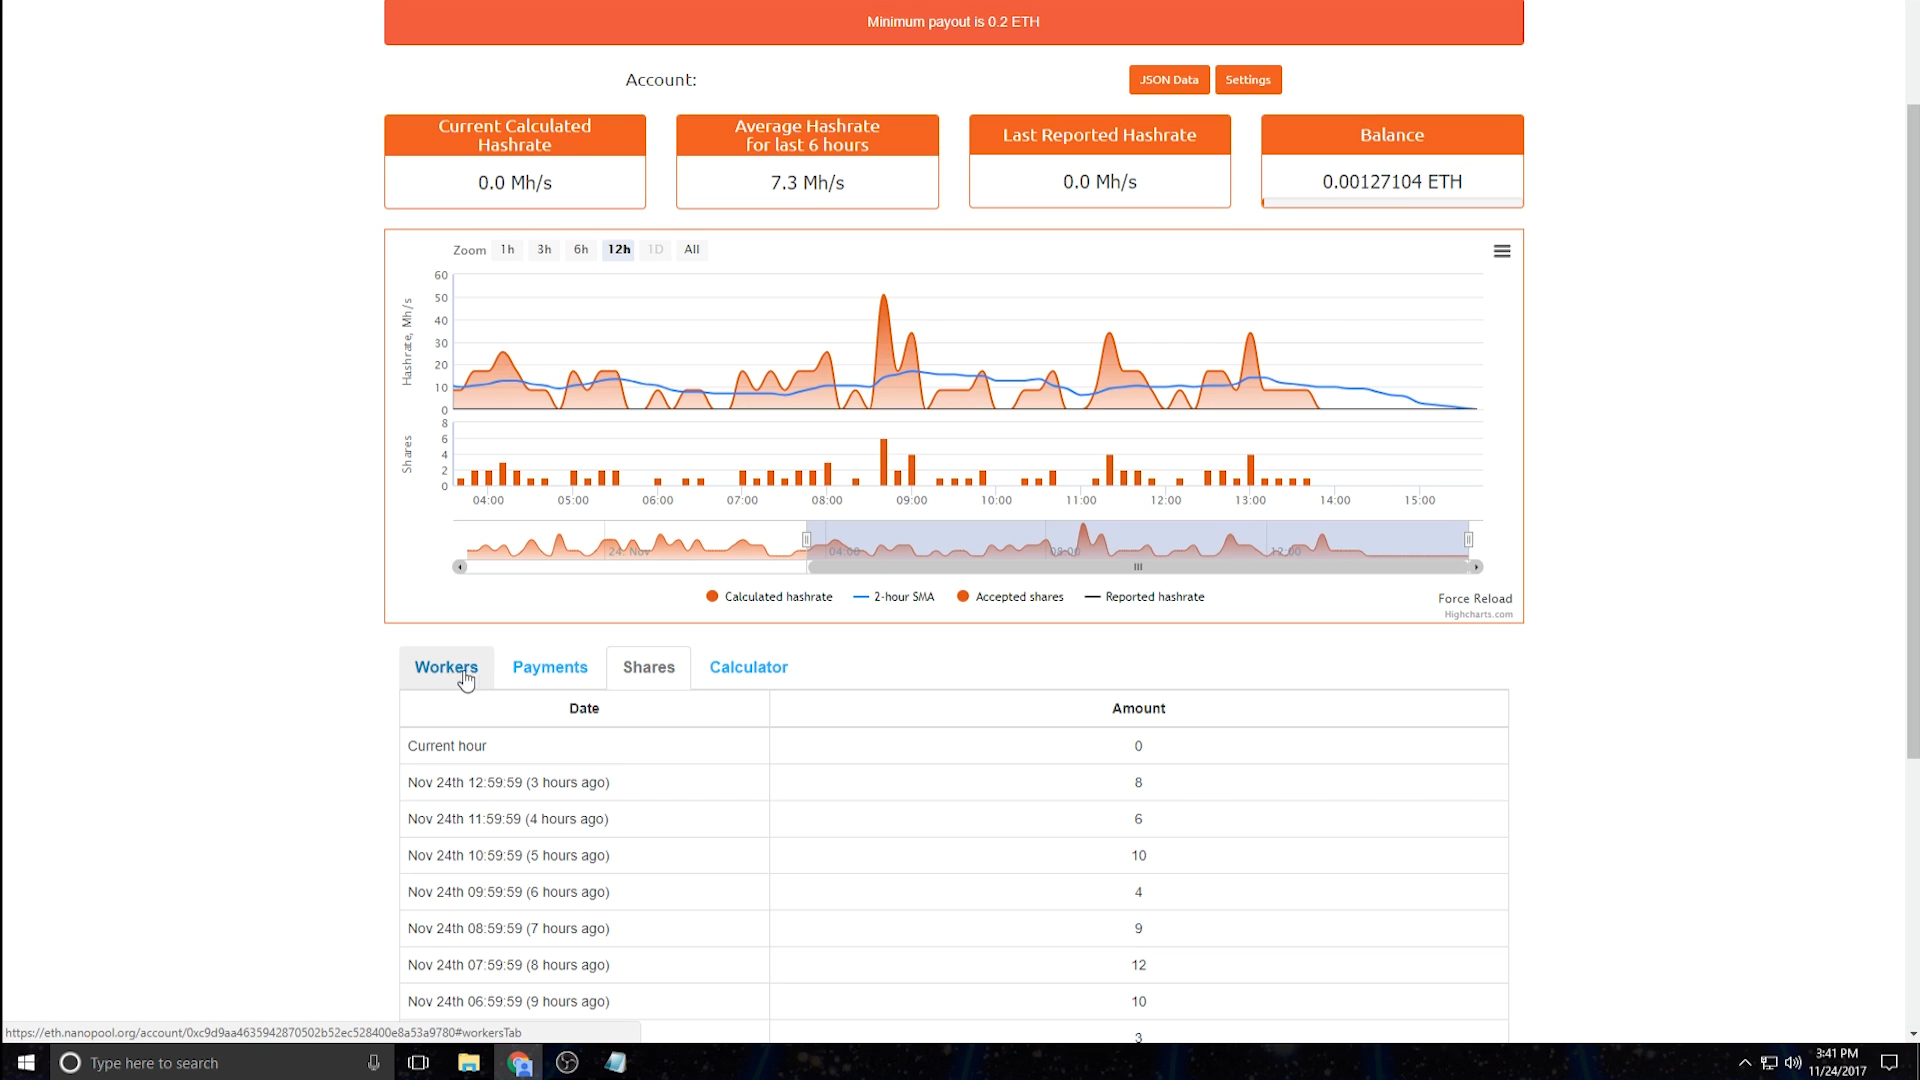 Minimum payout is 0.2 ETH
Account:
JSON Data
Settings
Current Calculated
Hashrate
Average Hashrate
for last 6 hours
Last Reported Hashrate
Balance
0.0 Mh/s
7.3 Mh/s
0.0 Mh/s
0.00127104 ETH
Zoom 1h 3h 6h 12h 1D All
Hashrate, Mh/s
60
50
40
30
20
10
0
Shares
8
6
4
2
0
04:00 05:00 06:00 07:00 08:00 09:00 10:00 11:00 12:00 13:00 14:00 15:00
24. Nov 04:00 08:00 12:00
Calculated hashrate 2-hour SMA Accepted shares Reported hashrate
Force Reload
Highcharts.com
Workers Payments Shares Calculator
Date Amount
Current hour 0
Nov 24th 12:59:59 (3 hours ago) 8
Nov 24th 11:59:59 (4 hours ago) 6
Nov 24th 10:59:59 (5 hours ago) 10
Nov 24th 09:59:59 (6 hours ago) 4
Nov 24th 08:59:59 (7 hours ago) 9
Nov 24th 07:59:59 (8 hours ago) 12
Nov 24th 06:59:59 (9 hours ago) 10
3
https://eth.nanopool.org/account/0xc9d9aa4635942870502b52ec528400e8a53a9780#workersTab
Type here to search
3:41 PM
11/24/2017